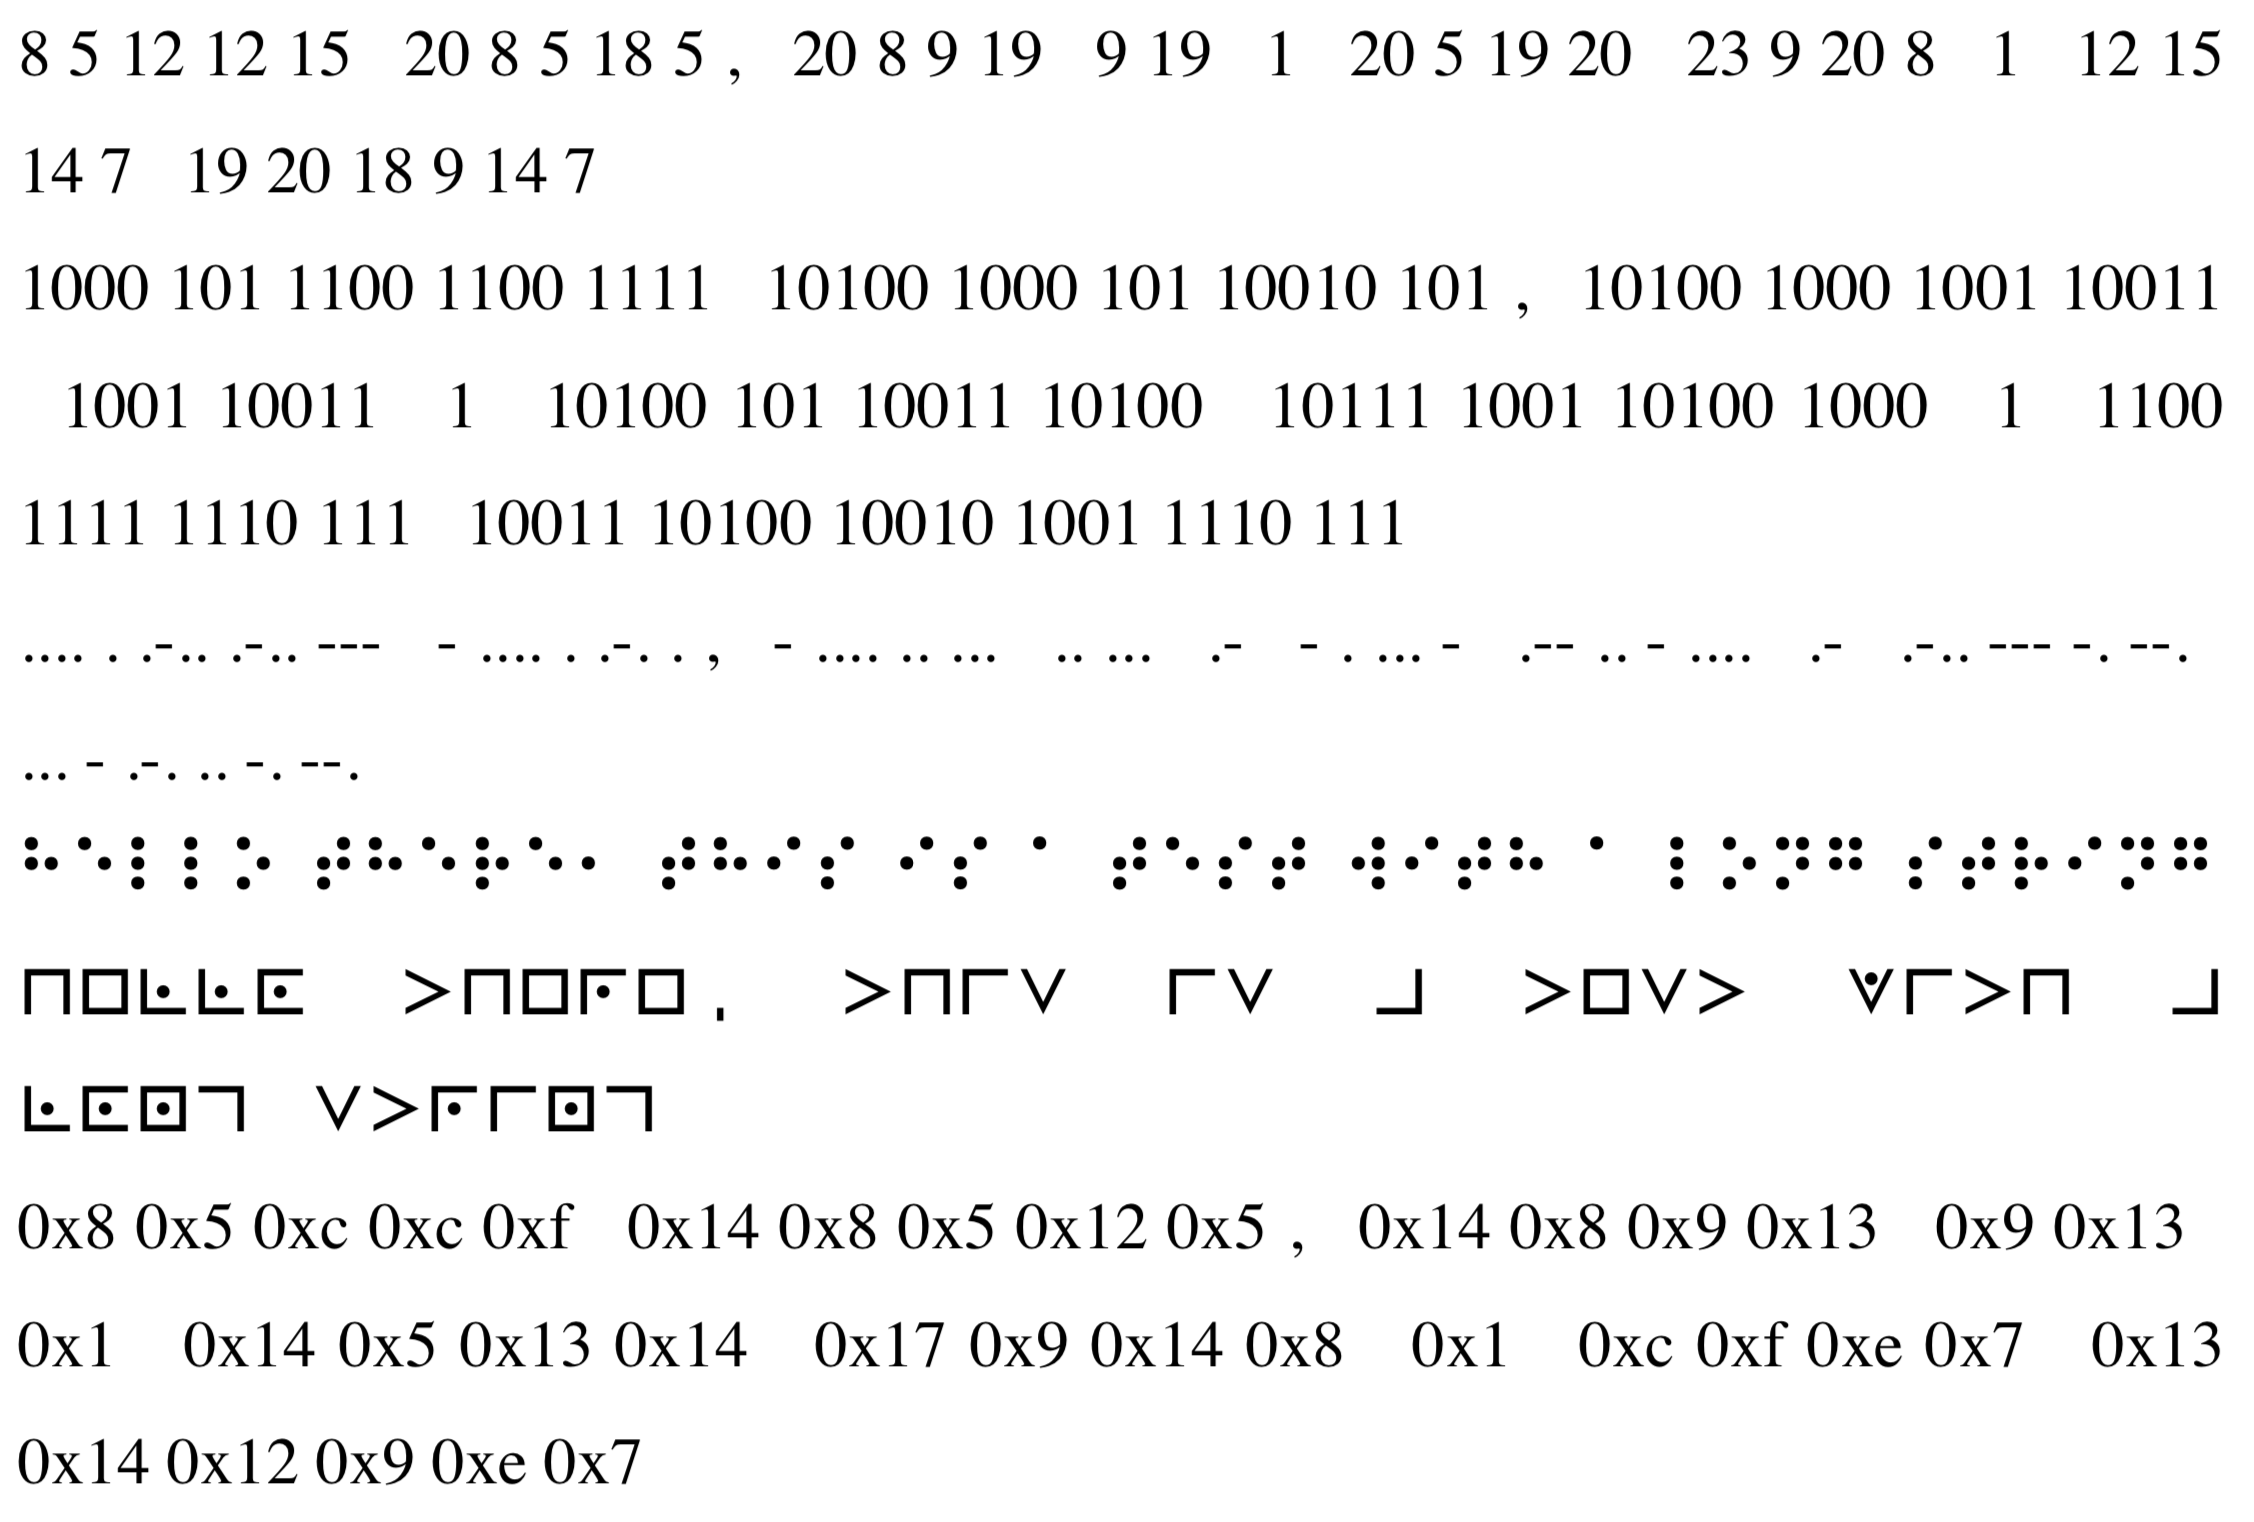 8 5 12 12 15 20 8 5 18 5 , 20 8 9 19 9 19 1 20 5 19 20 23 9 20 8 1 12 15
14 7 19 20 18 9 14 7
1000 101 1100 1100 1111 10100 1000 101 10010 101 , 10100 1000 1001 10011
1001 10011 1 10100 101 10011 10100 10111 1001 10100 1000 1 1100
1111 1110 111 10011 10100 10010 1001 1110 111
.... . .-.. .-.. --- - .... . .-. . , - .... .. ... .. ... .- - . ... - .-- .. - .... .- .-.. --- -. --.
... - .-. .. -. --.
⠓⠑⠇⠇⠕ ⠞⠓⠑⠗⠑⠂ ⠞⠓⠊⠎ ⠊⠎ ⠁ ⠞⠑⠎⠞ ⠺⠊⠞⠓ ⠁ ⠇⠕⠝⠛ ⠎⠞⠗⠊⠝⠛
0x8 0x5 0xc 0xc 0xf 0x14 0x8 0x5 0x12 0x5 , 0x14 0x8 0x9 0x13 0x9 0x13
0x1 0x14 0x5 0x13 0x14 0x17 0x9 0x14 0x8 0x1 0xc 0xf 0xe 0x7 0x13
0x14 0x12 0x9 0xe 0x7